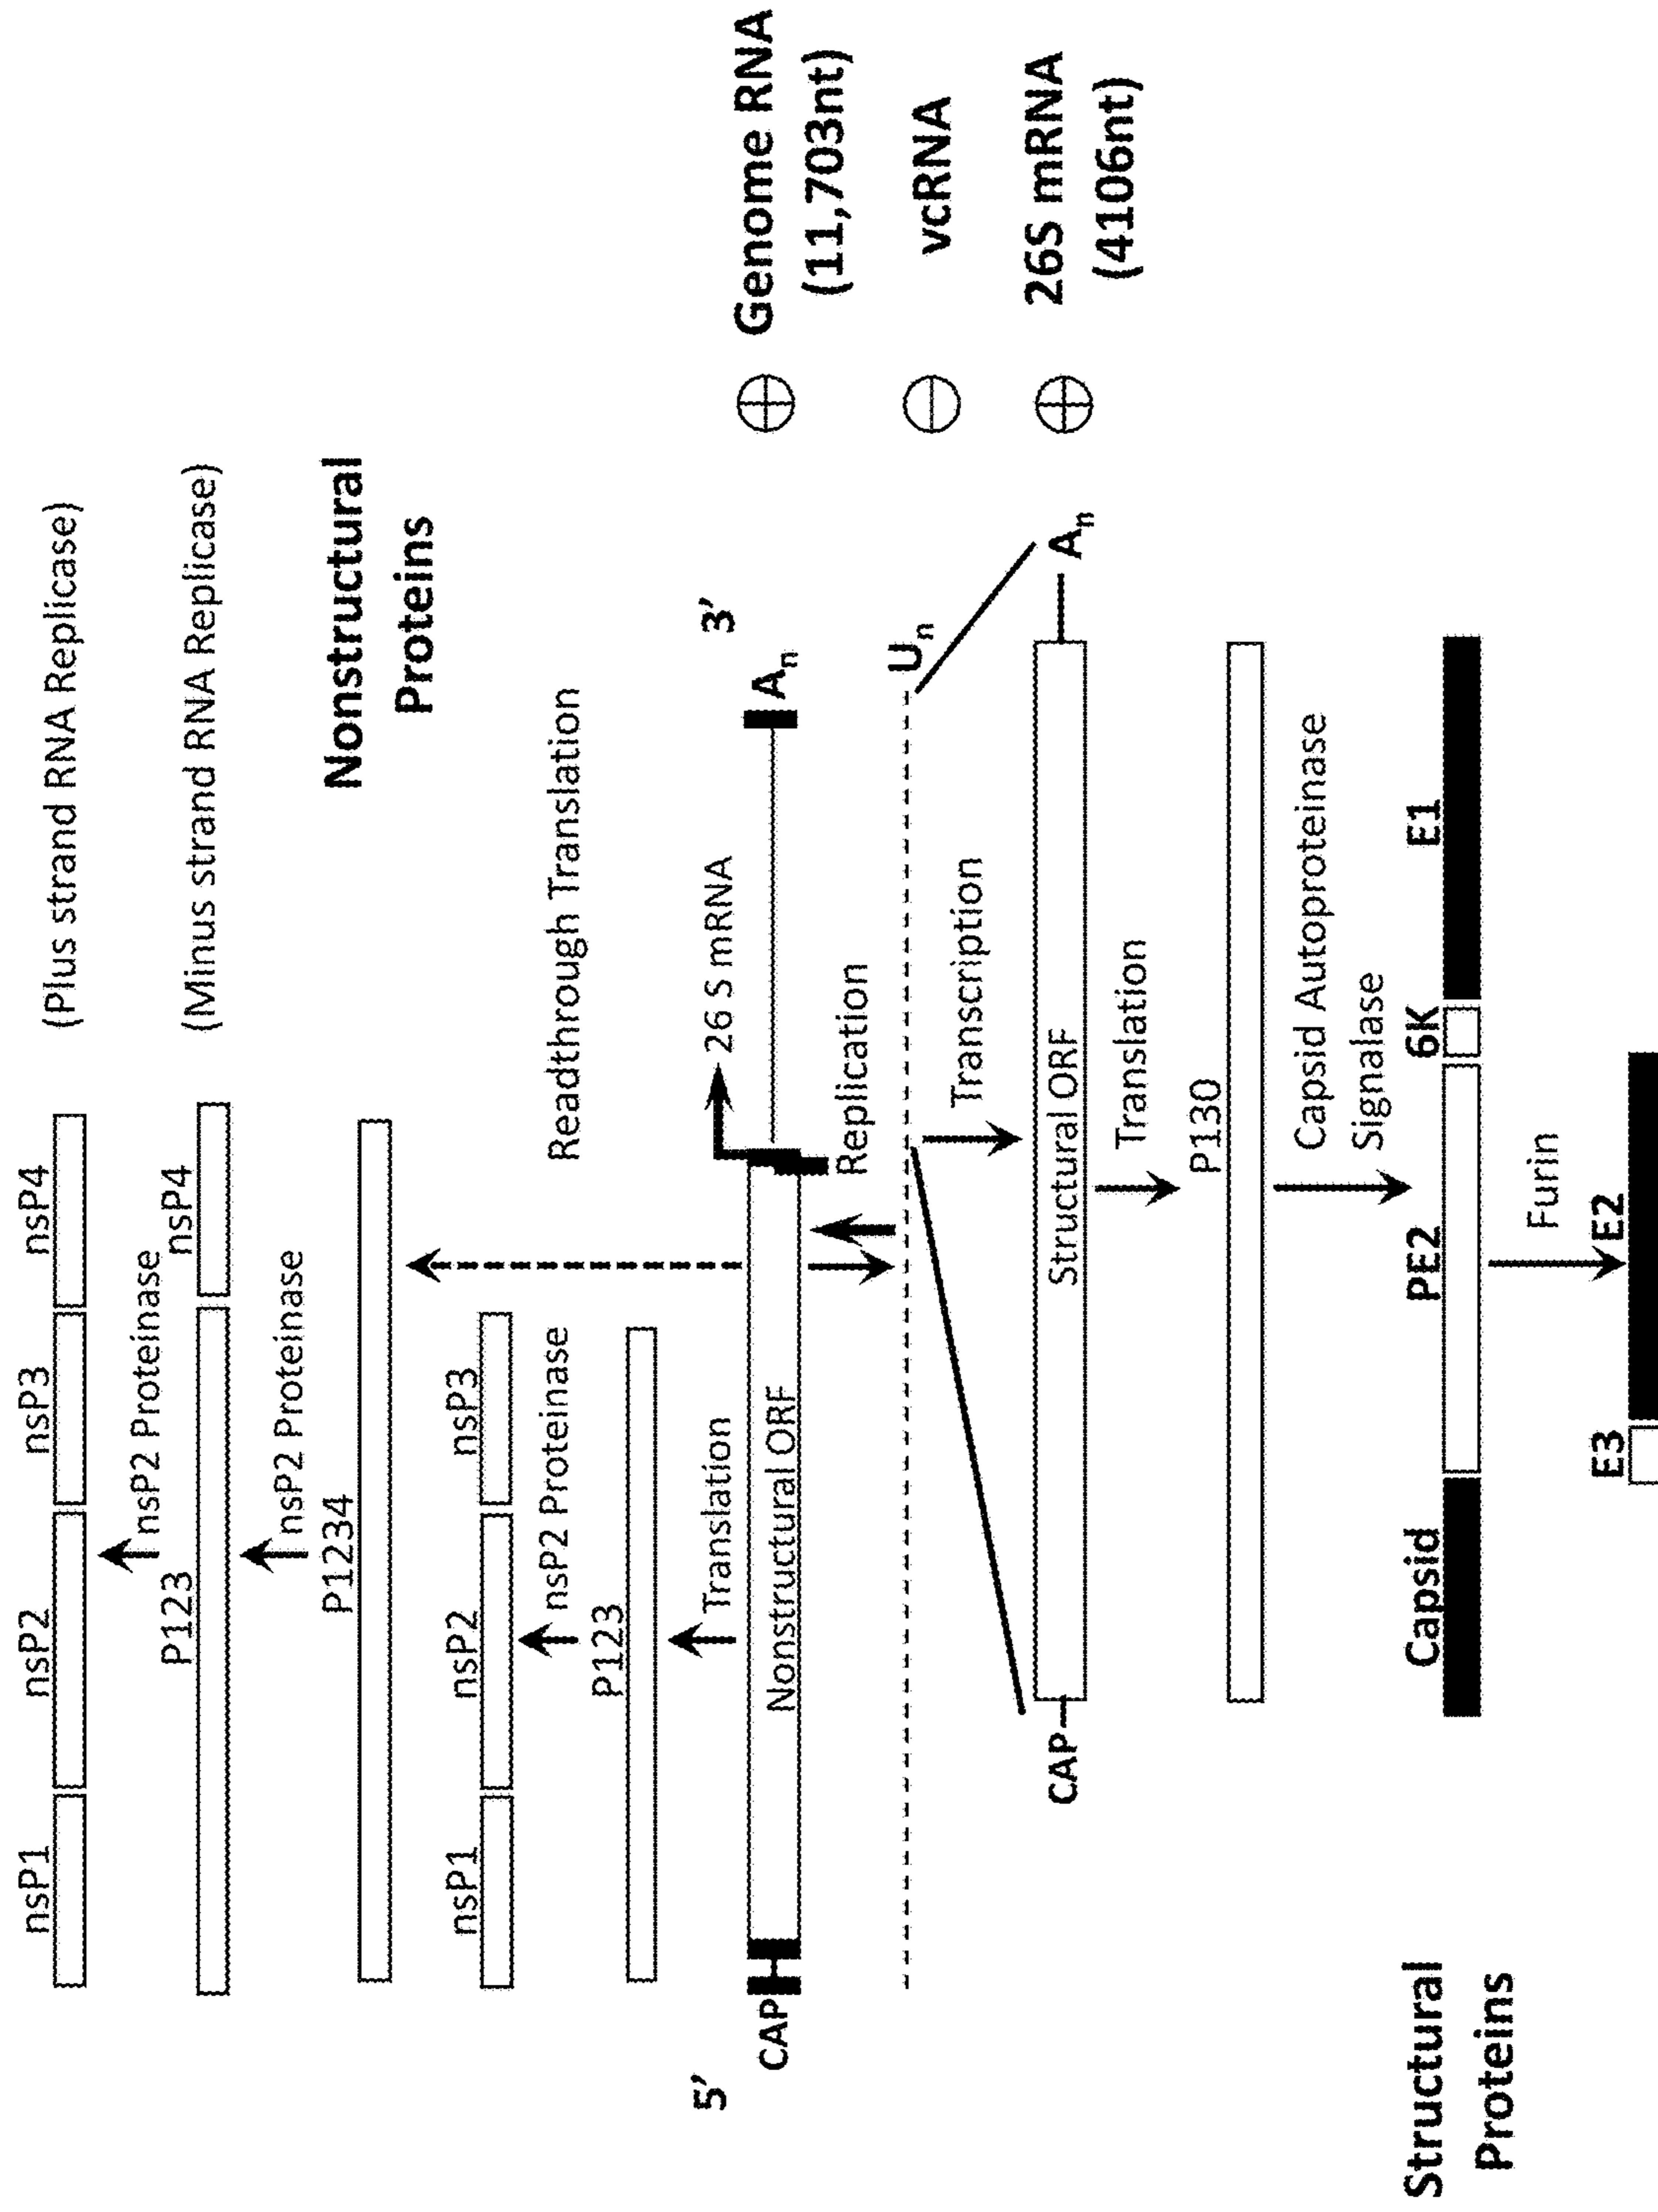 nsP1 nsP2 nsP3 nsP4 (Plus strand RNA Replicase)
nsP2 Proteinase
P123 nsP4 (Minus strand RNA Replicase)
nsP2 Proteinase
P1234
Nonstructural
Proteins
nsP1 nsP2 nsP3
nsP2 Proteinase Readthrough Translation
P123
Translation
5’ 26 S mRNA 3’
CAP Nonstructural ORF An Genome RNA
(11,703nt)
Replication
Un vcRNA
Transcription
CAP Structural ORF An 26S mRNA
(4106nt)
Translation
P130
Capsid Autoproteinase
Signalase
Structural
Proteins
Capsid PE2 6K E1
Furin
E3 E2